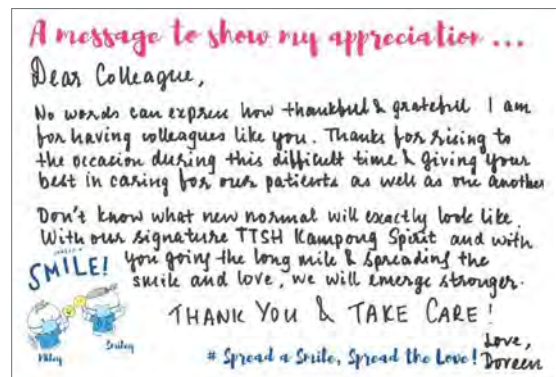 A message to show my appreciation ...
Dear Colleague,
No words can express how thankful & grateful I am
for having colleagues like you. Thanks for rising to
the occasion during this difficult time & giving your
best in caring for our patients as well as one another
Don't know what new normal will exactly look like.
With our signature TTSH Kampong Spirit and with
you going the long mile & spreading the
smile and love, we will emerge stronger.
SMILE!
THANK YOU & TAKE CARE!
Love,
Doreen
Smiley
# Spread a Smile, Spread the Love!